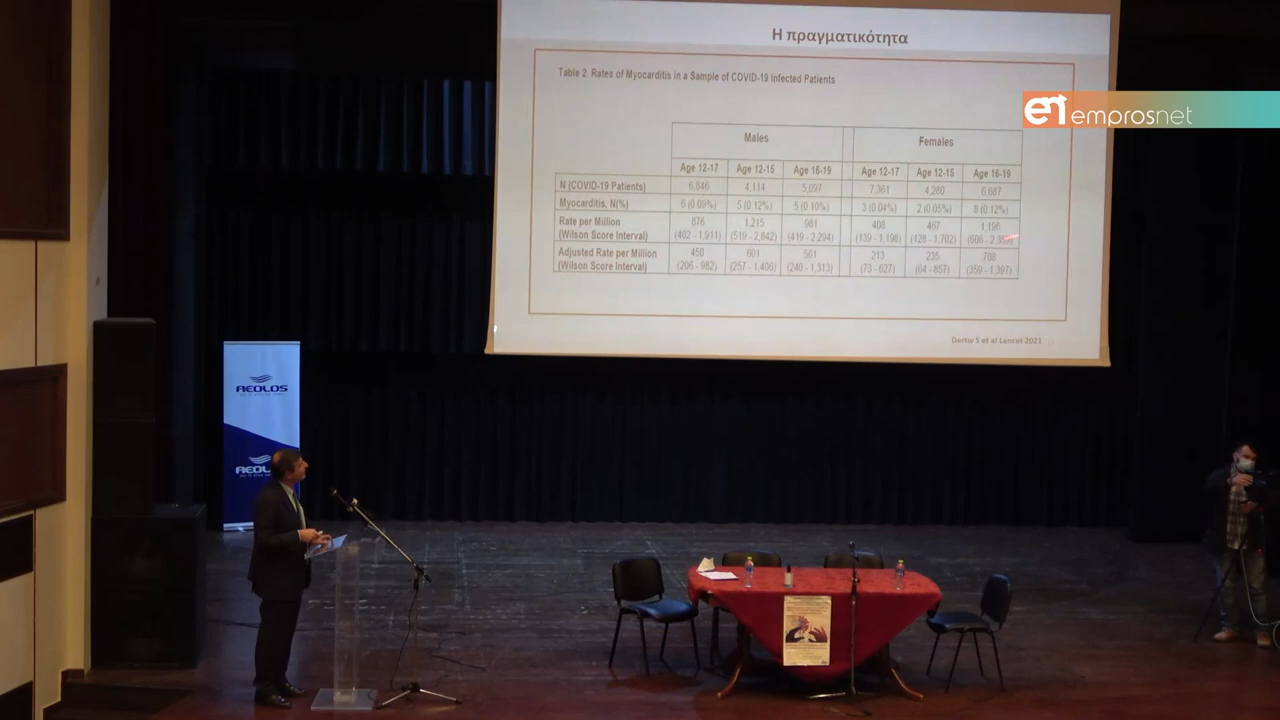 Η πραγματικότητα
Table 2. Rates of Myocarditis in a Sample of COVID-19 Infected Patients
Males Females
Age 12-17 Age 12-15 Age 16-19 Age 12-17 Age 12-15 Age 16-19
N (COVID-19 Patients) 6,846 4,114 5,097 7,361 4,280 6,687
Myocarditis, N(%) 6 (0.09%) 5 (0.12%) 5 (0.10%) 3 (0.04%) 2 (0.05%) 8 (0.12%)
Rate per Million 876 1,215 981 408 467 1,196
(Wilson Score Interval) (402 - 1,911) (519 - 2,842) (419 - 2,294) (139 - 1,198) (128 - 1,702) (606 -
Adjusted Rate per Million 450 601 561 213 235 708
(Wilson Score Interval) (206 - 982) (257 - 1,406) (240 - 1,313) (73 - 627) (64 - 857) (359 - 1,397)
Dertw S et al Lancet 2021
en emprosnet
AEOLOS
AEOL